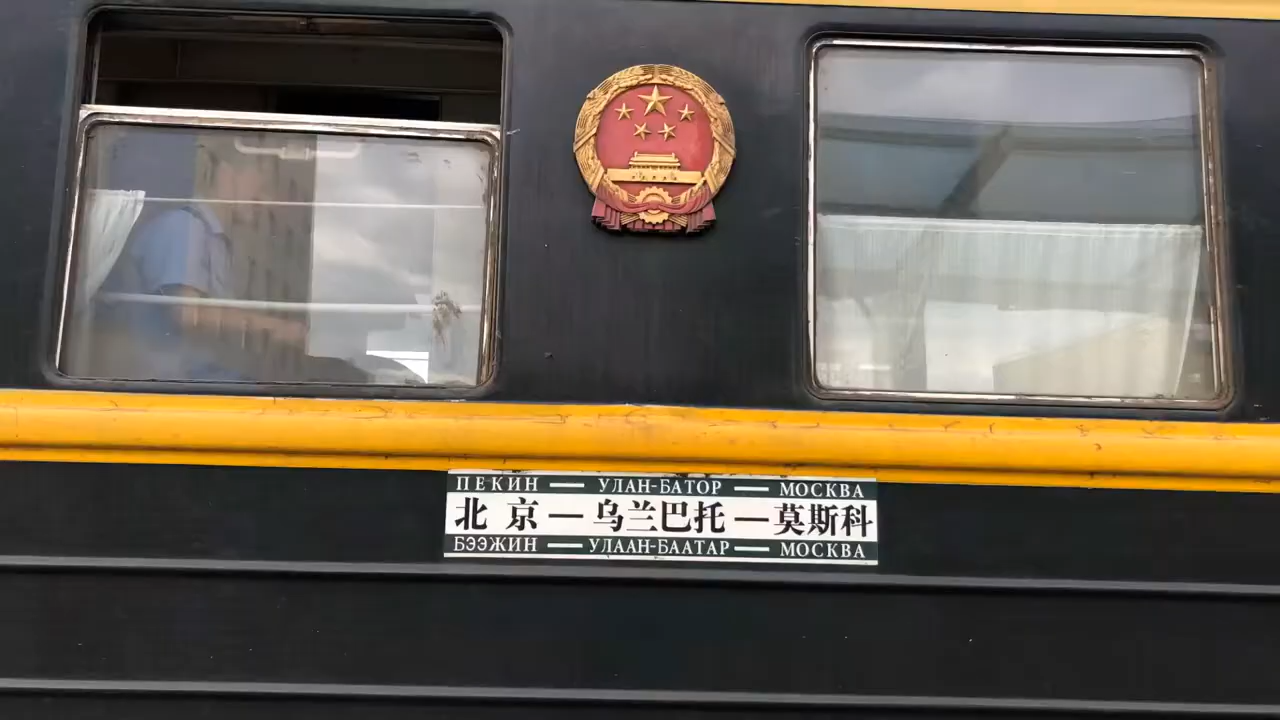 ПЕКИН — УЛАН-БАТОР — МОСКВА
北京—乌兰巴托—莫斯科
БЭЭЖИН — УЛААН-БААТАР — МОСКВА